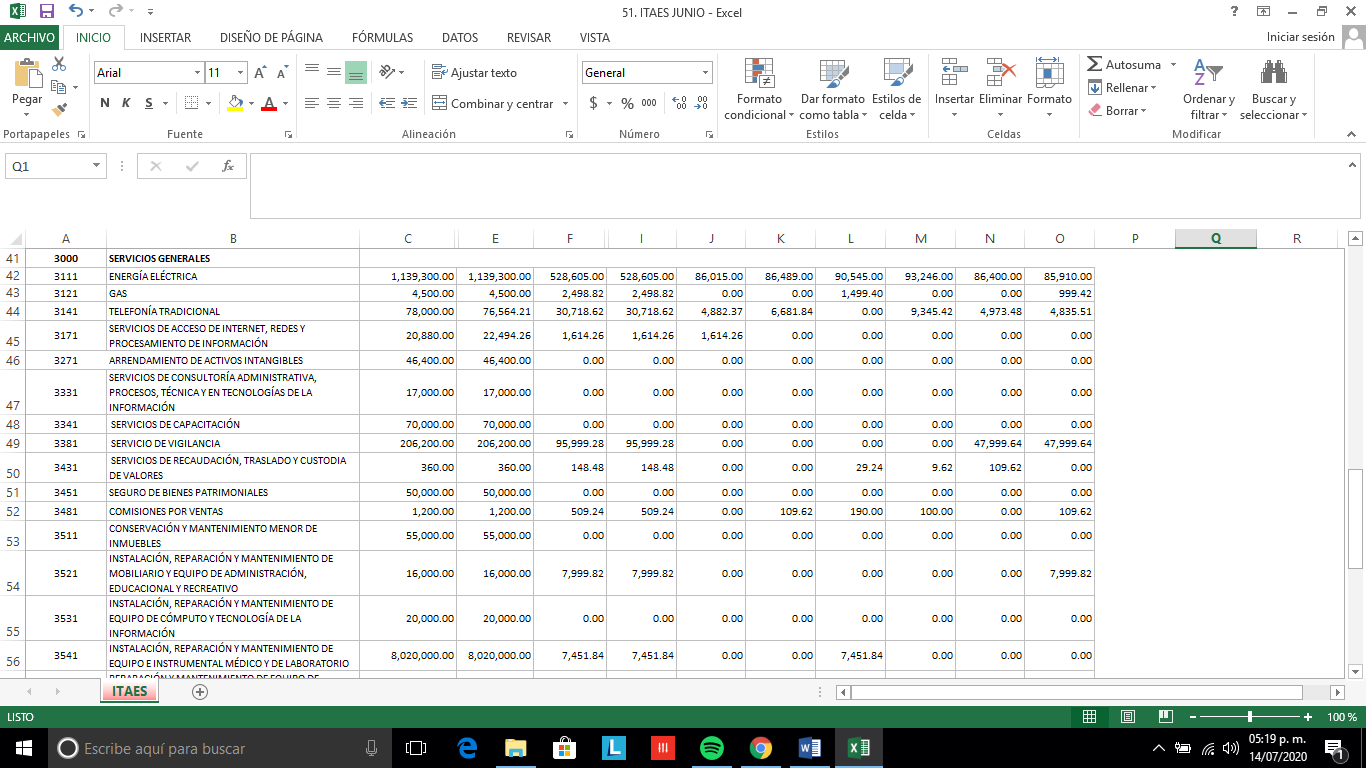 51. ITAES JUNIO - Excel
ARCHIVO INICIO INSERTAR DISEÑO DE PÁGINA FÓRMULAS DATOS REVISAR VISTA Iniciar sesión
Pegar
Portapapeles
Arial 11
N K S
Fuente
Ajustar texto
Combinar y centrar
Alineación
General
$ % 000
Número
Formato condicional
Dar formato como tabla
Estilos de celda
Estilos
Insertar Eliminar Formato
Celdas
Autosuma
Rellenar
Borrar
Ordenar y filtrar
Buscar y seleccionar
Modificar
Q1 fx
A B C E F I J K L M N O P Q R
41 3000 SERVICIOS GENERALES
42 3111 ENERGÍA ELÉCTRICA 1,139,300.00 1,139,300.00 528,605.00 528,605.00 86,015.00 86,489.00 90,545.00 93,246.00 86,400.00 85,910.00
43 3121 GAS 4,500.00 4,500.00 2,498.82 2,498.82 0.00 0.00 1,499.40 0.00 0.00 999.42
44 3141 TELEFONÍA TRADICIONAL 78,000.00 76,564.21 30,718.62 30,718.62 4,882.37 6,681.84 0.00 9,345.42 4,973.48 4,835.51
45 3171 SERVICIOS DE ACCESO DE INTERNET, REDES Y
PROCESAMIENTO DE INFORMACIÓN 20,880.00 22,494.26 1,614.26 1,614.26 1,614.26 0.00 0.00 0.00 0.00 0.00
46 3271 ARRENDAMIENTO DE ACTIVOS INTANGIBLES 46,400.00 46,400.00 0.00 0.00 0.00 0.00 0.00 0.00 0.00 0.00
47 3331 SERVICIOS DE CONSULTORÍA ADMINISTRATIVA,
PROCESOS, TÉCNICA Y EN TECNOLOGÍAS DE LA
INFORMACIÓN 17,000.00 17,000.00 0.00 0.00 0.00 0.00 0.00 0.00 0.00 0.00
48 3341 SERVICIOS DE CAPACITACIÓN 70,000.00 70,000.00 0.00 0.00 0.00 0.00 0.00 0.00 0.00 0.00
49 3381 SERVICIO DE VIGILANCIA 206,200.00 206,200.00 95,999.28 95,999.28 0.00 0.00 0.00 0.00 47,999.64 47,999.64
50 3431 SERVICIOS DE RECAUDACIÓN, TRASLADO Y CUSTODIA
DE VALORES 360.00 360.00 148.48 148.48 0.00 0.00 29.24 9.62 109.62 0.00
51 3451 SEGURO DE BIENES PATRIMONIALES 50,000.00 50,000.00 0.00 0.00 0.00 0.00 0.00 0.00 0.00 0.00
52 3481 COMISIONES POR VENTAS 1,200.00 1,200.00 509.24 509.24 0.00 109.62 190.00 100.00 0.00 109.62
53 3511 CONSERVACIÓN Y MANTENIMIENTO MENOR DE
INMUEBLES 55,000.00 55,000.00 0.00 0.00 0.00 0.00 0.00 0.00 0.00 0.00
54 3521 INSTALACIÓN, REPARACIÓN Y MANTENIMIENTO DE
MOBILIARIO Y EQUIPO DE ADMINISTRACIÓN,
EDUCACIONAL Y RECREATIVO 16,000.00 16,000.00 7,999.82 7,999.82 0.00 0.00 0.00 0.00 0.00 7,999.82
55 3531 INSTALACIÓN, REPARACIÓN Y MANTENIMIENTO DE
EQUIPO DE CÓMPUTO Y TECNOLOGÍA DE LA
INFORMACIÓN 20,000.00 20,000.00 0.00 0.00 0.00 0.00 0.00 0.00 0.00 0.00
56 3541 INSTALACIÓN, REPARACIÓN Y MANTENIMIENTO DE
EQUIPO E INSTRUMENTAL MÉDICO Y DE LABORATORIO 8,020,000.00 8,020,000.00 7,451.84 7,451.84 0.00 0.00 7,451.84 0.00 0.00 0.00
REPARACIÓN Y MANTENIMIENTO DE EQUIPO DE
ITAES
LISTO 100 %
Escribe aquí para buscar
05:19 p. m.
14/07/2020
1